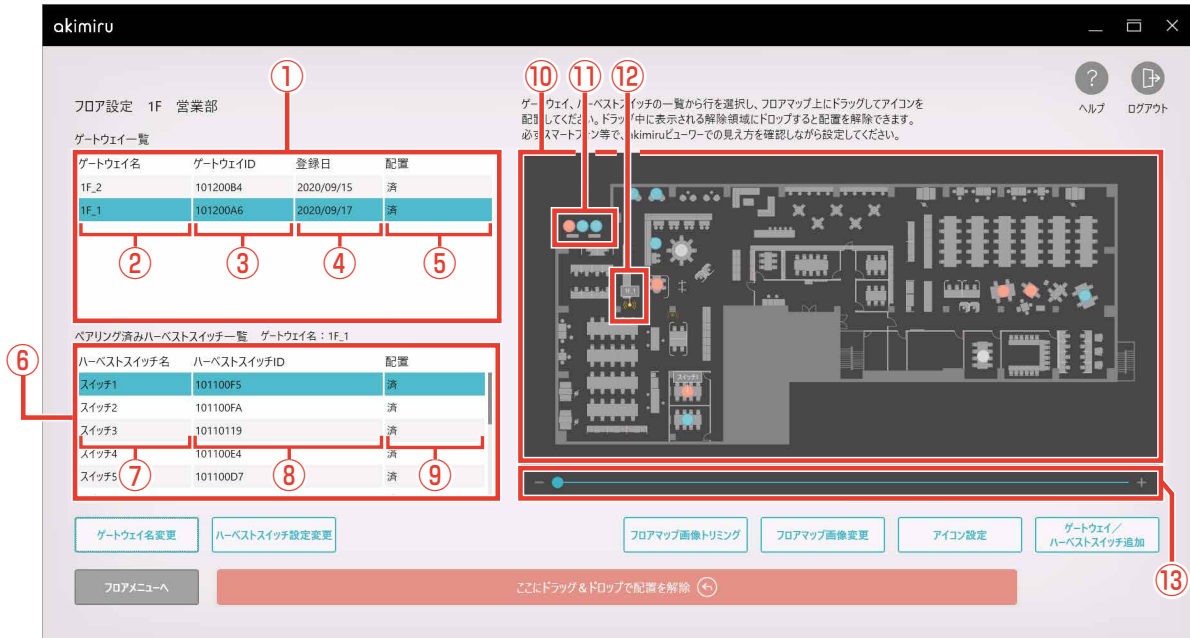 akimiru
① ⑩ ⑪ ⑫
フロア設定 1F 営業部
ゲートウェイ、ハーベストスイッチの一覧から行を選択し、フロアマップ上にドラッグしてアイコンを
配置してください。ドラッグ中に表示される解除領域にドロップすると配置を解除できます。
必ずスマートフォン等で、akimiruビューワーでの見え方を確認しながら設定してください。
ヘルプ ログアウト
ゲートウェイ一覧
ゲートウェイ名 ゲートウェイID 登録日 配置
1F_2 101200B4 2020/09/15 済
1F_1 101200A6 2020/09/17 済
② ③ ④ ⑤
1F_1
スイッチ1
⑥
ペアリング済みハーベストスイッチ一覧 ゲートウェイ名：1F_1
ハーベストスイッチ名 ハーベストスイッチID 配置
スイッチ1 101100F5 済
スイッチ2 101100FA 済
スイッチ3 10110119 済
スイッチ4 101100E4 済
スイッチ5 101100D7 済
⑦ ⑧ ⑨
− +
⑬
ゲートウェイ名変更 ハーベストスイッチ設定変更 フロアマップ画像トリミング フロアマップ画像変更 アイコン設定 ゲートウェイ／
ハーベストスイッチ追加
フロアメニューへ ここにドラッグ＆ドロップで配置を解除